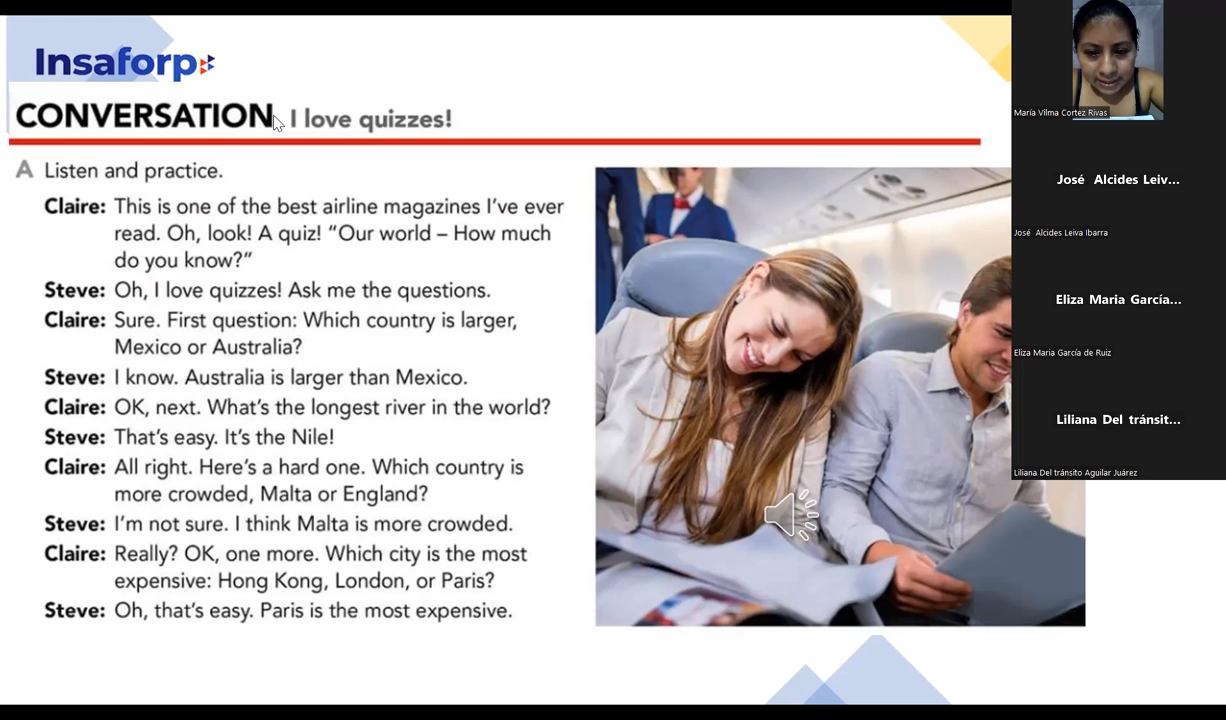 Insaforp
CONVERSATION I love quizzes!
A Listen and practice.
Claire: This is one of the best airline magazines I've ever
read. Oh, look! A quiz! “Our world – How much
do you know?”
Steve: Oh, I love quizzes! Ask me the questions.
Claire: Sure. First question: Which country is larger,
Mexico or Australia?
Steve: I know. Australia is larger than Mexico.
Claire: OK, next. What's the longest river in the world?
Steve: That's easy. It's the Nile!
Claire: All right. Here's a hard one. Which country is
more crowded, Malta or England?
Steve: I'm not sure. I think Malta is more crowded.
Claire: Really? OK, one more. Which city is the most
expensive: Hong Kong, London, or Paris?
Steve: Oh, that's easy. Paris is the most expensive.
María Vilma Cortez Rivas
José Alcides Leiv...
José Alcides Leiva Ibarra
Eliza Maria García...
Eliza Maria García de Ruiz
Liliana Del tránsit...
Liliana Del tránsito Aguilar Juárez